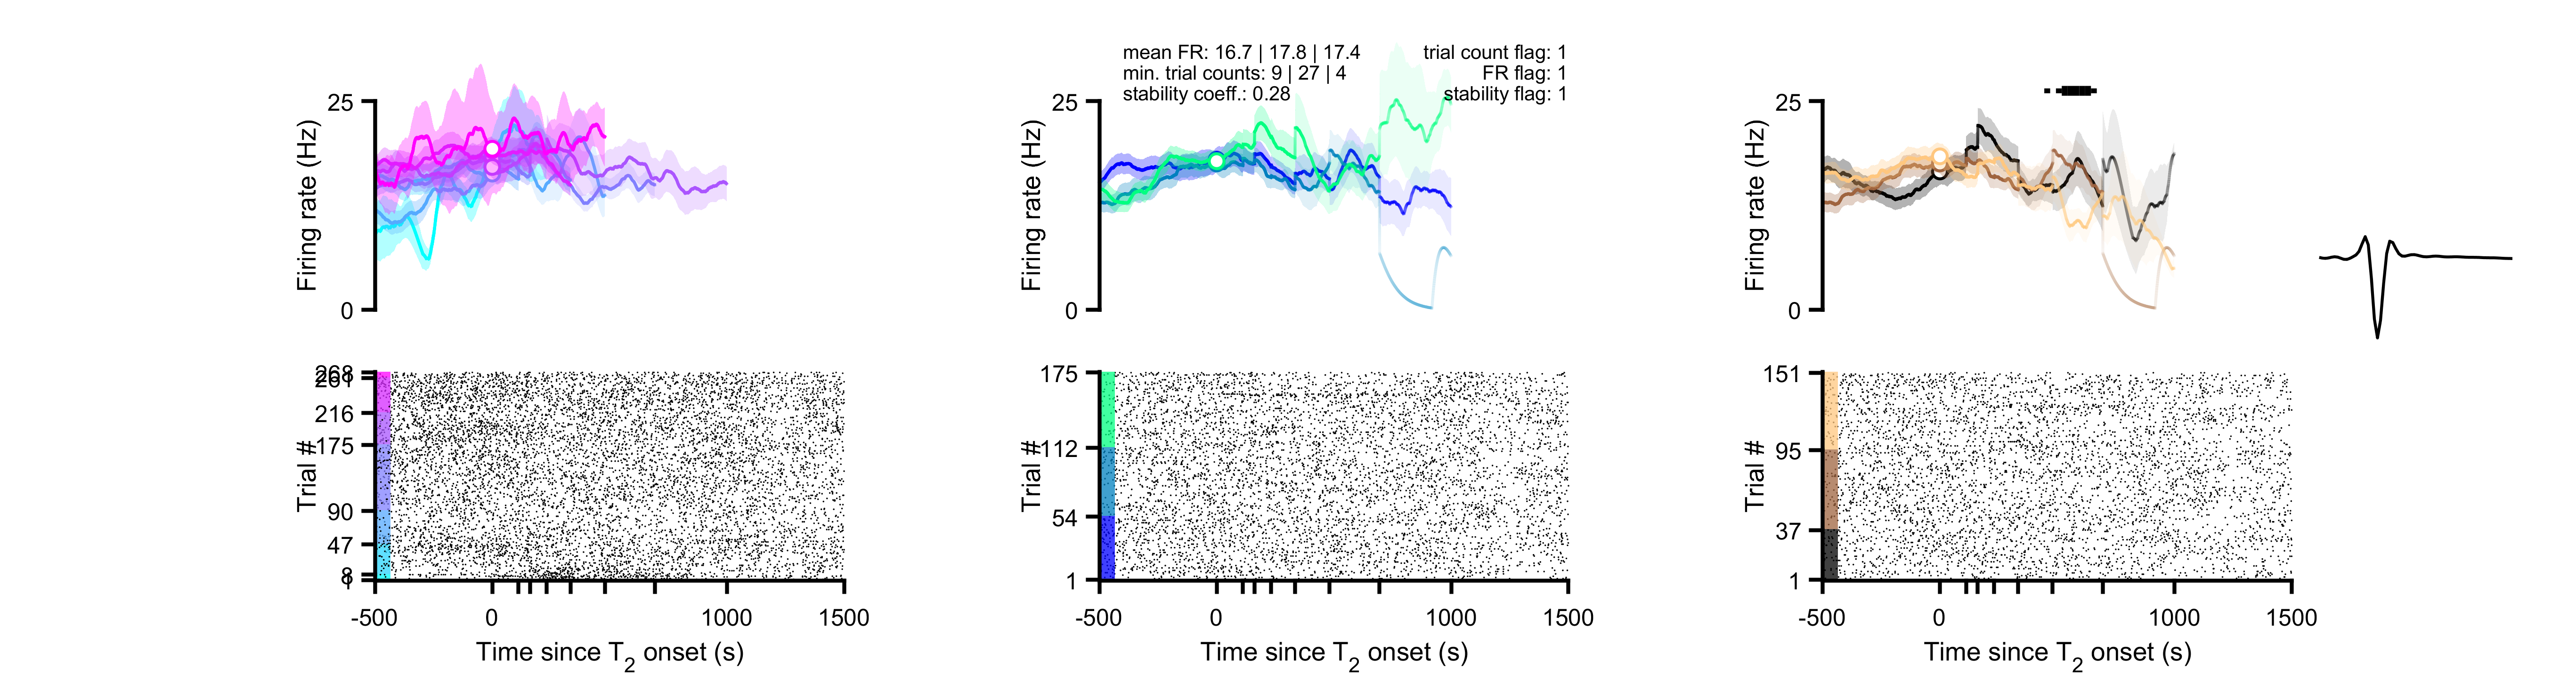 25
Firing rate (Hz)
0
268
261
216
175
90
47
8
Trial #
-500 0 1000 1500
Time since T2 onset (s)
mean FR: 16.7 | 17.8 | 17.4
min. trial counts: 9 | 27 | 4
stability coeff.: 0.28
trial count flag: 1
FR flag: 1
stability flag: 1
25
Firing rate (Hz)
0
175
112
54
1
Trial #
-500 0 1000 1500
Time since T2 onset (s)
25
Firing rate (Hz)
0
151
95
37
1
Trial #
-500 0 1000 1500
Time since T2 onset (s)